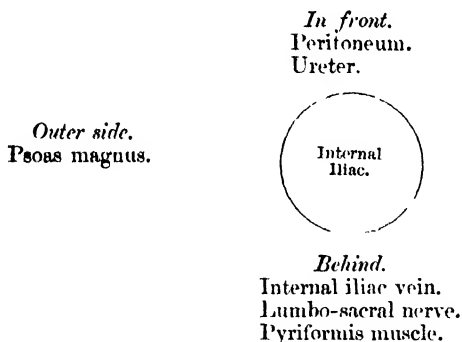 In front.
Peritoneum.
Ureter.
Outer side.
Psoas magnus.
Internal
Iliac.
Behind.
Internal iliac vein.
Lumbo-sacral nerve.
Pyriformis muscle.